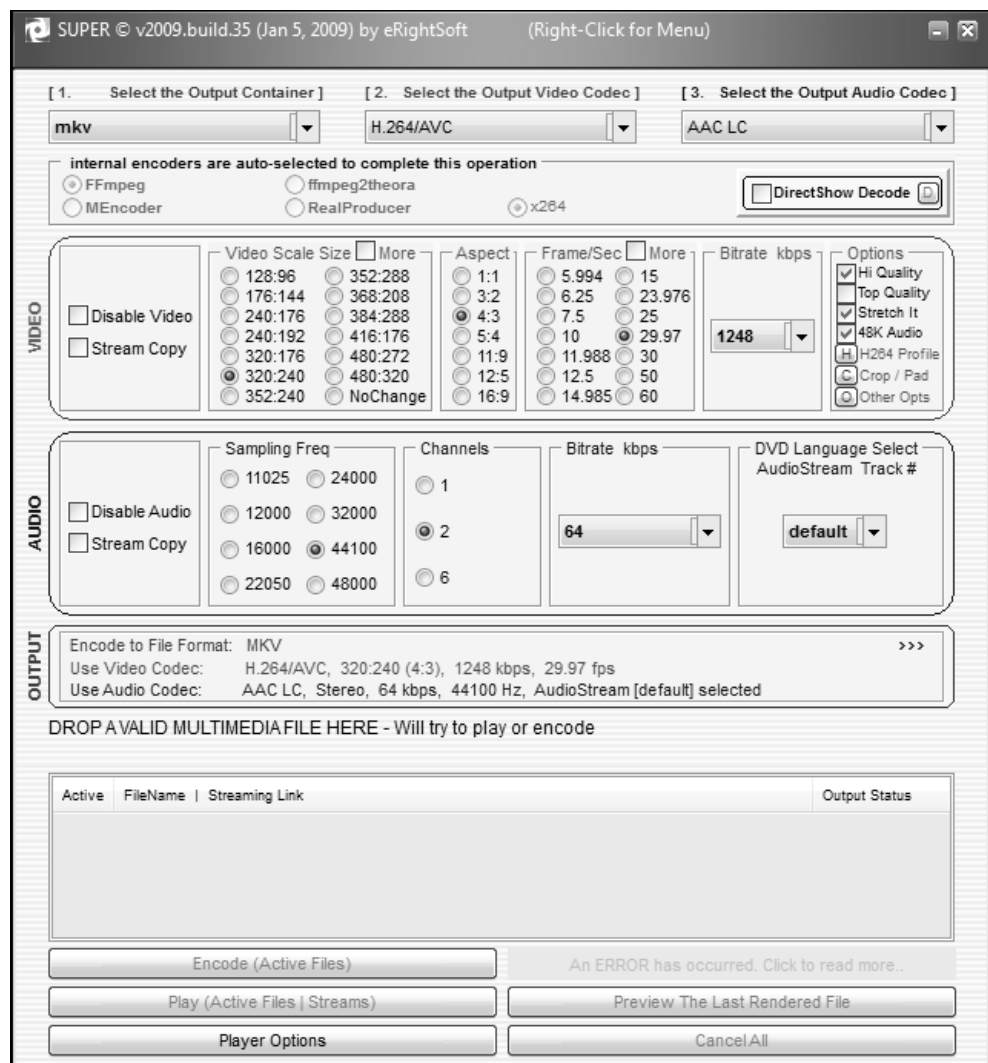 SUPER © v2009.build.35 (Jan 5, 2009) by eRightSoft (Right-Click for Menu)
[ 1. Select the Output Container ] [ 2. Select the Output Video Codec ] [ 3. Select the Output Audio Codec ]
mkv H.264/AVC AAC LC
internal encoders are auto-selected to complete this operation
FFmpeg ffmpeg2theora
MEncoder RealProducer x264
DirectShow Decode D
VIDEO
Disable Video
Stream Copy
Video Scale Size More
128:96 352:288
176:144 368:208
240:176 384:288
240:192 416:176
320:176 480:272
320:240 480:320
352:240 NoChange
Aspect
1:1
3:2
4:3
5:4
11:9
12:5
16:9
Frame/Sec More
5.994 15
6.25 23.976
7.5 25
10 29.97
11.988 30
12.5 50
14.985 60
Bitrate kbps
1248
Options
Hi Quality
Top Quality
Stretch It
48K Audio
H H264 Profile
C Crop / Pad
O Other Opts
AUDIO
Disable Audio
Stream Copy
Sampling Freq
11025 24000
12000 32000
16000 44100
22050 48000
Channels
1
2
6
Bitrate kbps
64
DVD Language Select
AudioStream Track #
default
OUTPUT
Encode to File Format: MKV >>>
Use Video Codec: H.264/AVC, 320:240 (4:3), 1248 kbps, 29.97 fps
Use Audio Codec: AAC LC, Stereo, 64 kbps, 44100 Hz, AudioStream [default] selected
DROP A VALID MULTIMEDIA FILE HERE - Will try to play or encode
Active FileName | Streaming Link Output Status
Encode (Active Files) An ERROR has occurred. Click to read more..
Play (Active Files | Streams) Preview The Last Rendered File
Player Options Cancel All